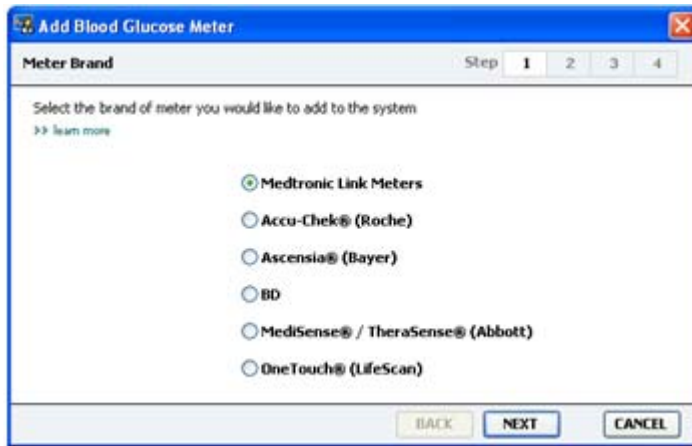 Add Blood Glucose Meter
Meter Brand Step 1 2 3 4
Select the brand of meter you would like to add to the system
>> learn more
Medtronic Link Meters
Accu-Chek® (Roche)
Ascensia® (Bayer)
BD
MediSense® / TheraSense® (Abbott)
OneTouch® (LifeScan)
BACK NEXT CANCEL